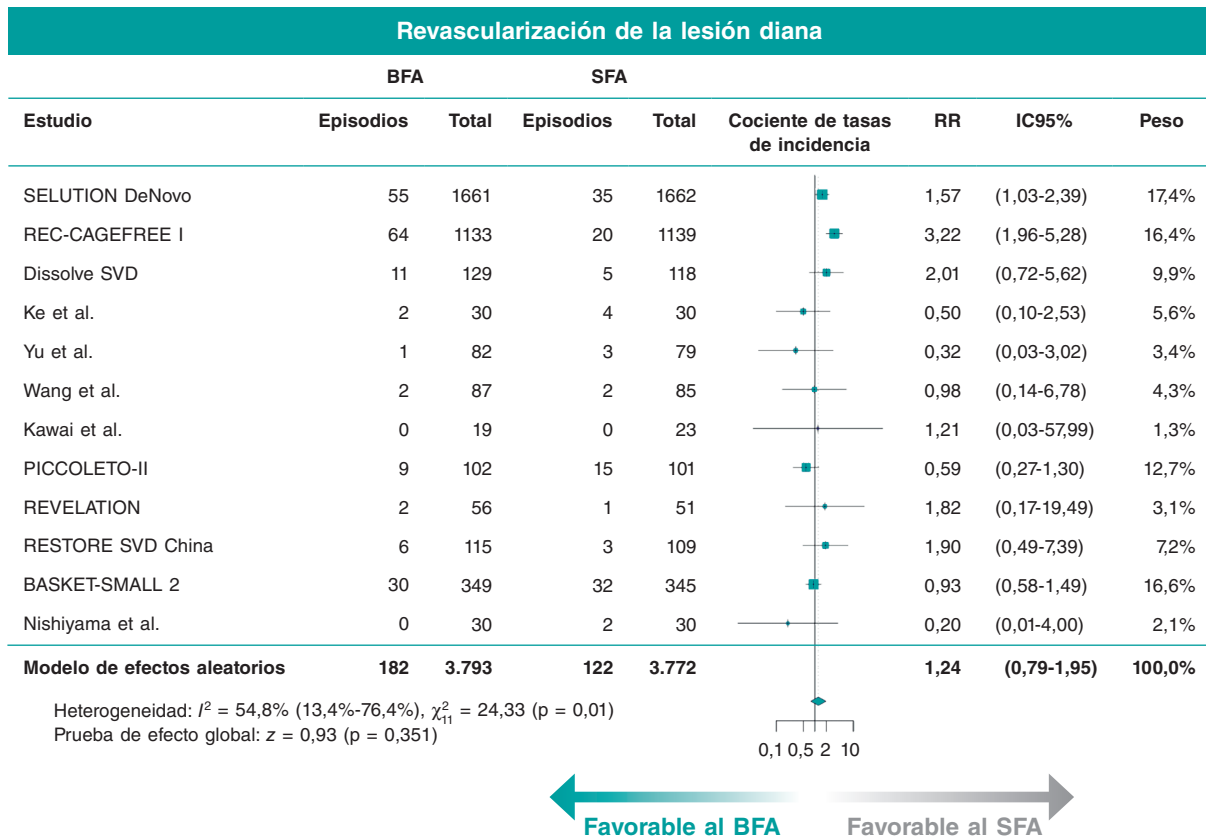 Revascularización de la lesión diana
BFA SFA
Estudio Episodios Total Episodios Total Cociente de tasas de incidencia RR IC95% Peso
SELUTION DeNovo 55 1661 35 1662 1,57 (1,03-2,39) 17,4%
REC-CAGEFREE I 64 1133 20 1139 3,22 (1,96-5,28) 16,4%
Dissolve SVD 11 129 5 118 2,01 (0,72-5,62) 9,9%
Ke et al. 2 30 4 30 0,50 (0,10-2,53) 5,6%
Yu et al. 1 82 3 79 0,32 (0,03-3,02) 3,4%
Wang et al. 2 87 2 85 0,98 (0,14-6,78) 4,3%
Kawai et al. 0 19 0 23 1,21 (0,03-57,99) 1,3%
PICCOLETO-II 9 102 15 101 0,59 (0,27-1,30) 12,7%
REVELATION 2 56 1 51 1,82 (0,17-19,49) 3,1%
RESTORE SVD China 6 115 3 109 1,90 (0,49-7,39) 7,2%
BASKET-SMALL 2 30 349 32 345 0,93 (0,58-1,49) 16,6%
Nishiyama et al. 0 30 2 30 0,20 (0,01-4,00) 2,1%
Modelo de efectos aleatorios 182 3.793 122 3.772 1,24 (0,79-1,95) 100,0%
Heterogeneidad: I² = 54,8% (13,4%-76,4%), χ²₁₁ = 24,33 (p = 0,01)
Prueba de efecto global: z = 0,93 (p = 0,351)
0,1 0,5 2 10
Favorable al BFA Favorable al SFA